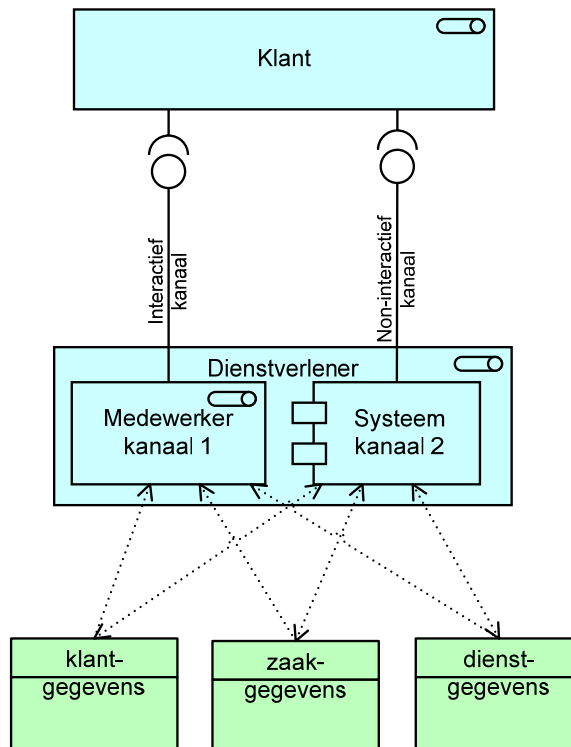 Klant
Interactief
kanaal
Non-interactief
kanaal
Dienstverlener
Medewerker
kanaal 1
Systeem
kanaal 2
klant-
gegevens
zaak-
gegevens
dienst-
gegevens